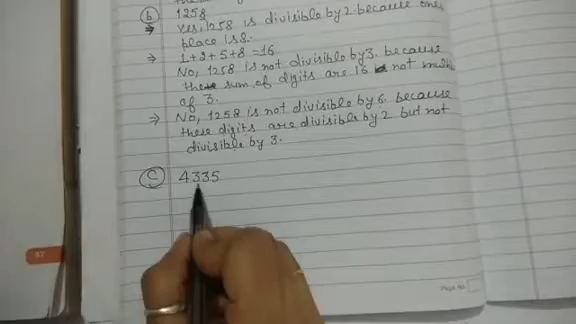 (b) 1258
⇒ Yes, 1258 is divisible by 2. because ones
place is 8.
⇒ 1+2+5+8 = 16
No, 1258 is not divisible by 3. because
sum of digits are 16 not
of 3.
⇒ No, 1258 is not divisible by 6. because
these digits are divisible by 2 but not
divisible by 3.
(C) 4335
Page No.